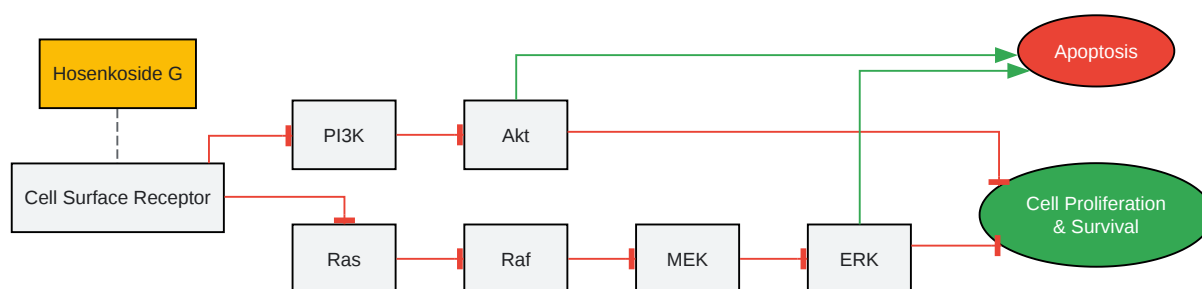 Hosenkoside G
Apoptosis
PI3K
Akt
Cell Surface Receptor
Cell Proliferation
& Survival
Ras
Raf
MEK
ERK